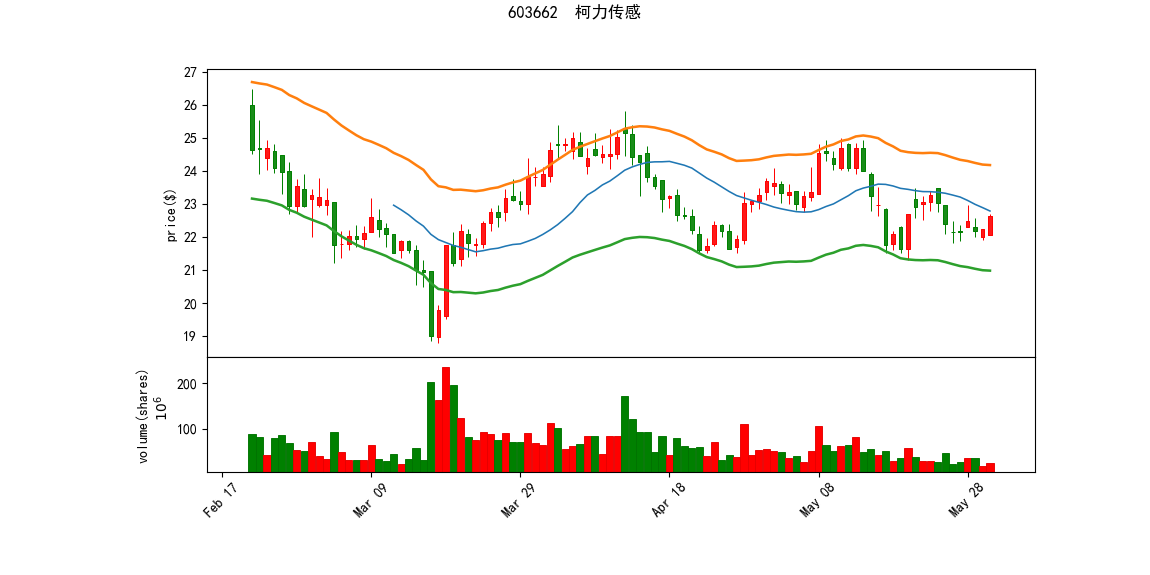 603662 柯力传感
27
26
25
24
23
22
21
20
19
price($)
200
100
volume(shares)
10^6
Feb 17
Mar 09
Mar 29
Apr 18
May 08
May 28